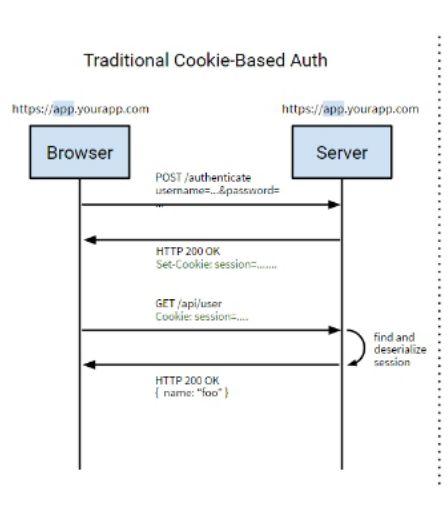 Traditional Cookie-Based Auth
https://app.yourapp.com
https://app.yourapp.com
Browser
Server
POST /authenticate
username=...&password=
...
HTTP 200 OK
Set-Cookie: session=.......
GET /api/user
Cookie: session=....
find and
deserialize
session
HTTP 200 OK
{ name: "foo" }